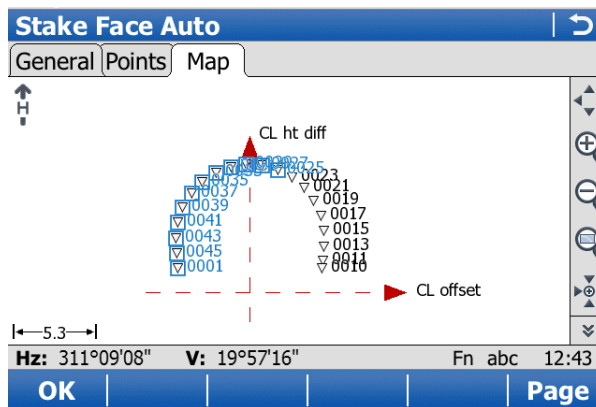 Stake Face Auto
General Points Map
H
CL ht diff
0025
0023
0035
0021
0037
0019
0039
0017
0041
0015
0043
0013
0045
0011
0001
0010
CL offset
5.3
Hz: 311°09'08" V: 19°57'16" Fn abc 12:43
OK Page